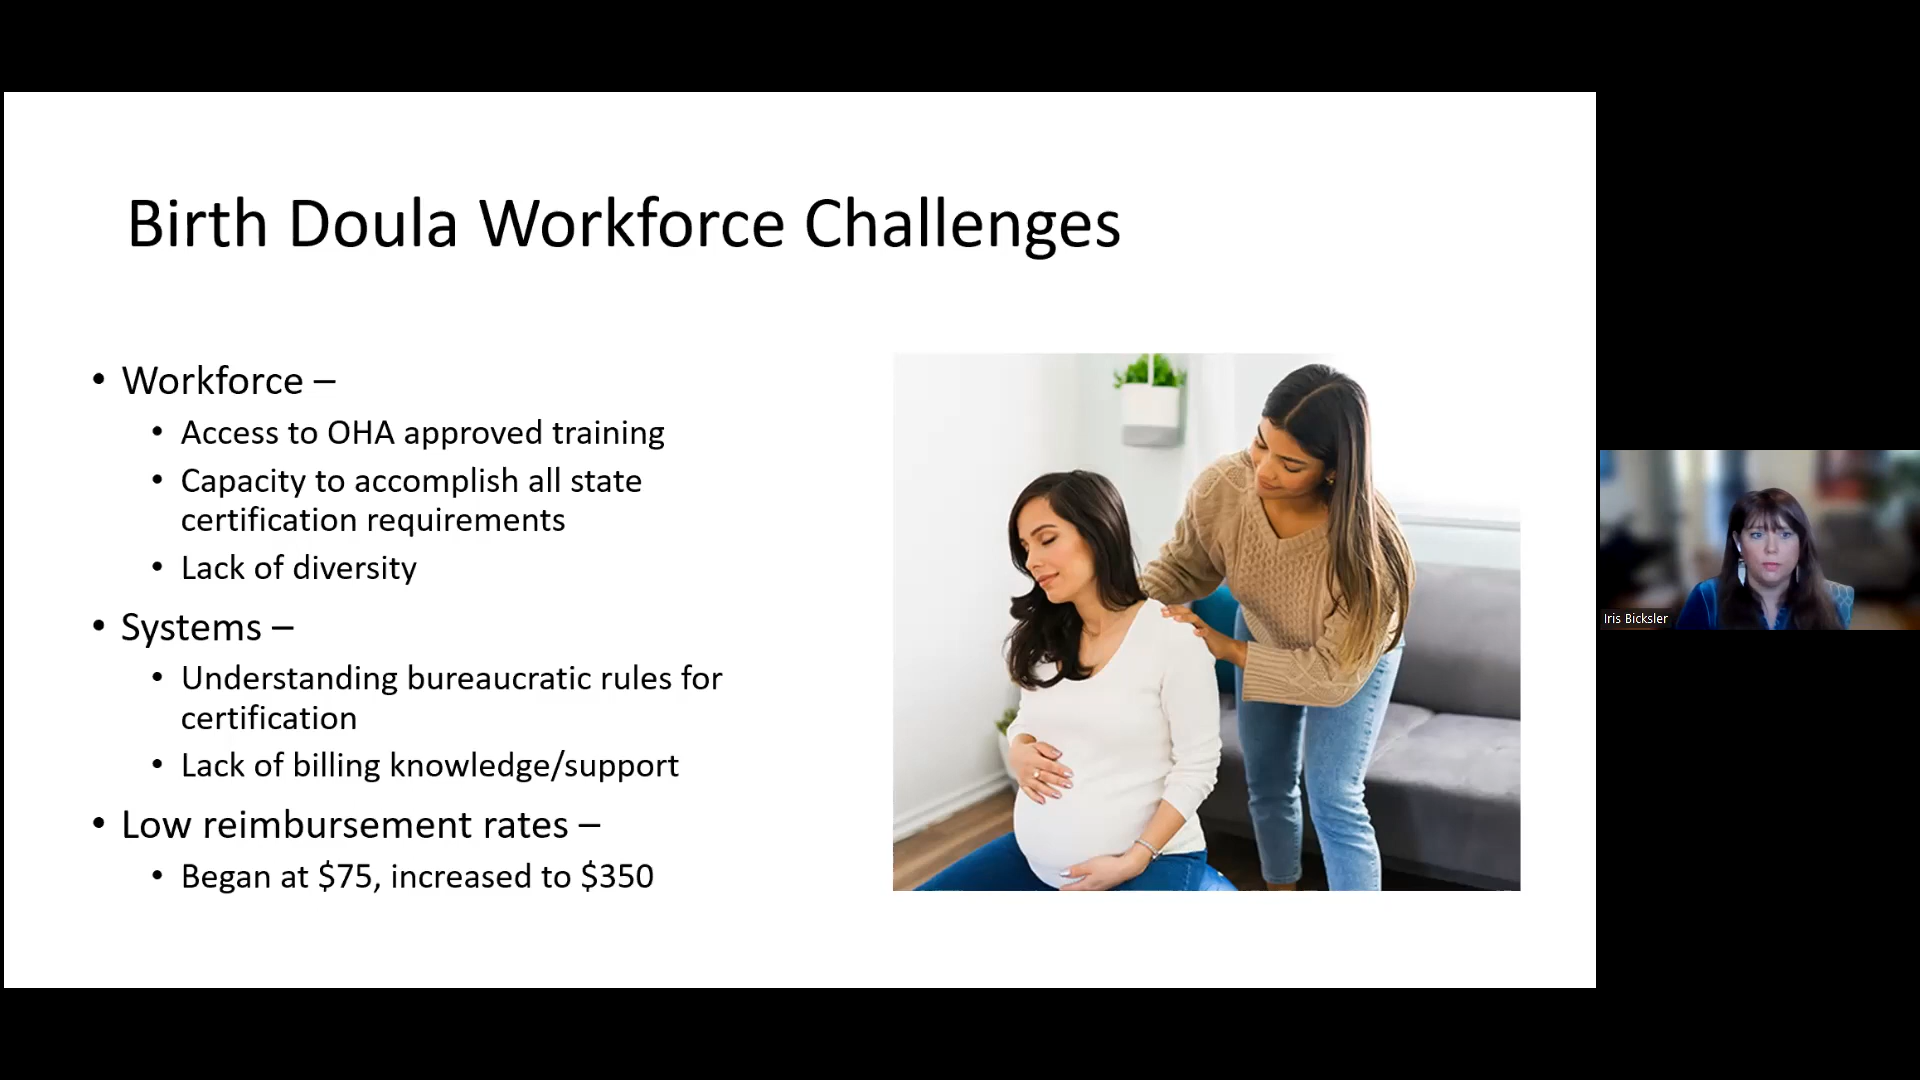 Birth Doula Workforce Challenges
• Workforce –
• Access to OHA approved training
• Capacity to accomplish all state
certification requirements
• Lack of diversity
• Systems –
• Understanding bureaucratic rules for
certification
• Lack of billing knowledge/support
• Low reimbursement rates –
• Began at $75, increased to $350
Iris Bicksler